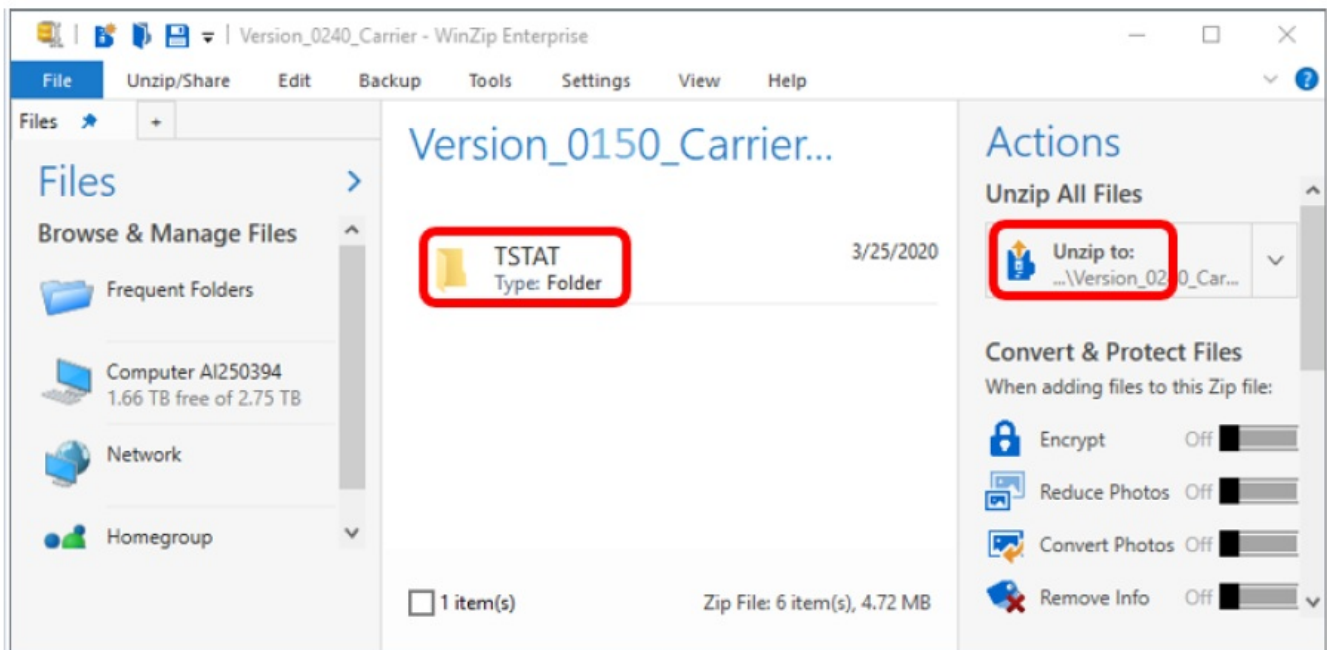 Version_0240_Carrier - WinZip Enterprise
File Unzip/Share Edit Backup Tools Settings View Help
Files +
Files
Browse & Manage Files
Frequent Folders
Computer AI250394
1.66 TB free of 2.75 TB
Network
Homegroup
Version_0150_Carrier...
TSTAT
Type: Folder
3/25/2020
1 item(s)
Zip File: 6 item(s), 4.72 MB
Actions
Unzip All Files
Unzip to:
...\Version_0240_Car...
Convert & Protect Files
When adding files to this Zip file:
Encrypt Off
Reduce Photos Off
Convert Photos Off
Remove Info Off